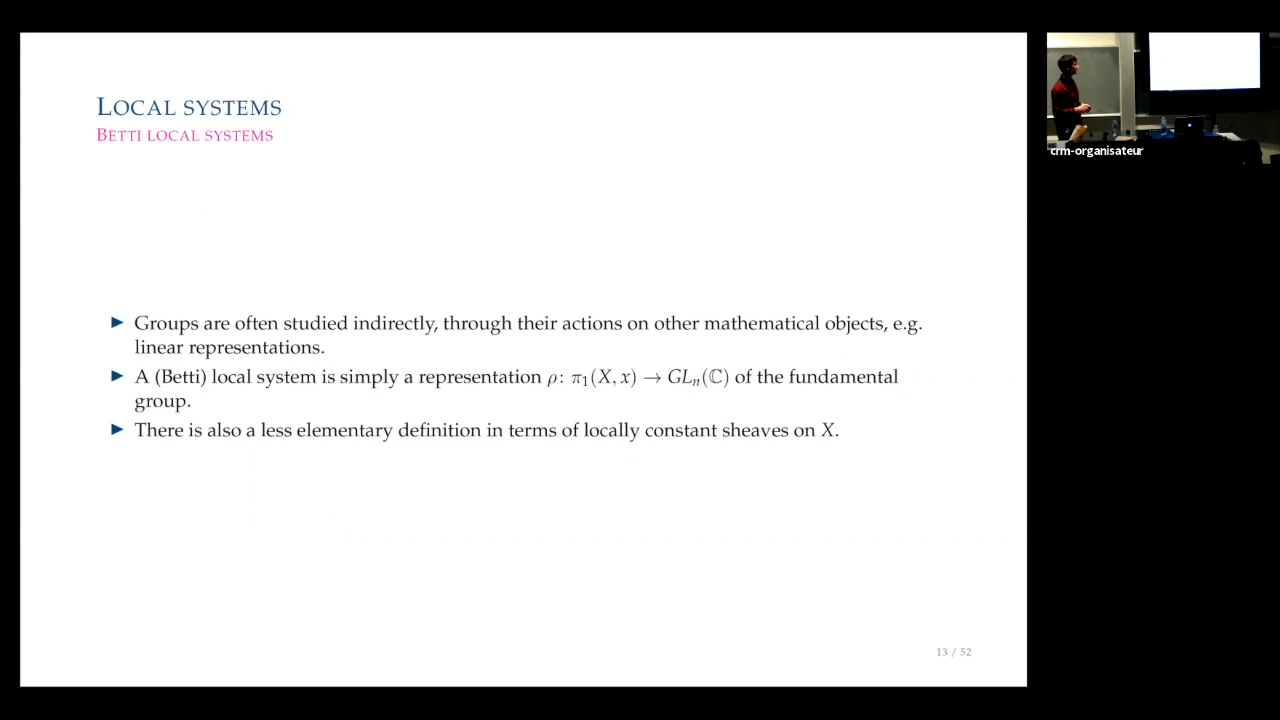 LOCAL SYSTEMS
BETTI LOCAL SYSTEMS
► Groups are often studied indirectly, through their actions on other mathematical objects, e.g.
linear representations.
► A (Betti) local system is simply a representation ρ: π₁(X, x) → GLₙ(ℂ) of the fundamental
group.
► There is also a less elementary definition in terms of locally constant sheaves on X.
13 / 52
crm-organisateur